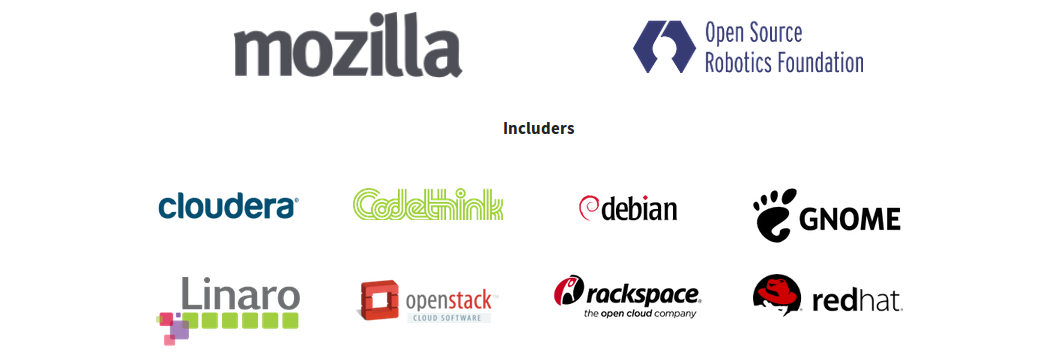 mozilla
Open Source
Robotics Foundation
Includers
cloudera®
Codethink
debian
GNOME
Linaro
openstack™
CLOUD SOFTWARE
rackspace®
the open cloud company
redhat.